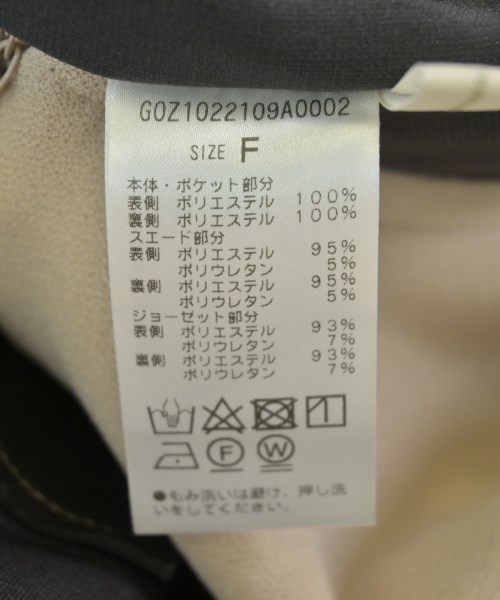 G0Z1022109A0002
SIZE F
本体・ポケット部分
表側 ポリエステル 100%
裏側 ポリエステル 100%
スエード部分
表側 ポリエステル 95%
ポリウレタン 5%
裏側 ポリエステル 95%
ポリウレタン 5%
ジョーゼット部分
表側 ポリエステル 93%
ポリウレタン 7%
裏側 ポリエステル 93%
ポリウレタン 7%
F W
●もみ洗いは避け、押し洗
いをしてください。